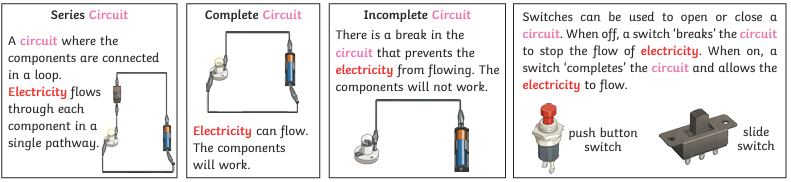 Series Circuit
A circuit where the
components are connected
in a loop.
Electricity flows
through each
component in a
single pathway.
Complete Circuit
Electricity can flow.
The components
will work.
Incomplete Circuit
There is a break in the
circuit that prevents the
electricity from flowing. The
components will not work.
Switches can be used to open or close a
circuit. When off, a switch ‘breaks’ the circuit
to stop the flow of electricity. When on, a
switch ‘completes’ the circuit and allows the
electricity to flow.
push button
switch
slide
switch